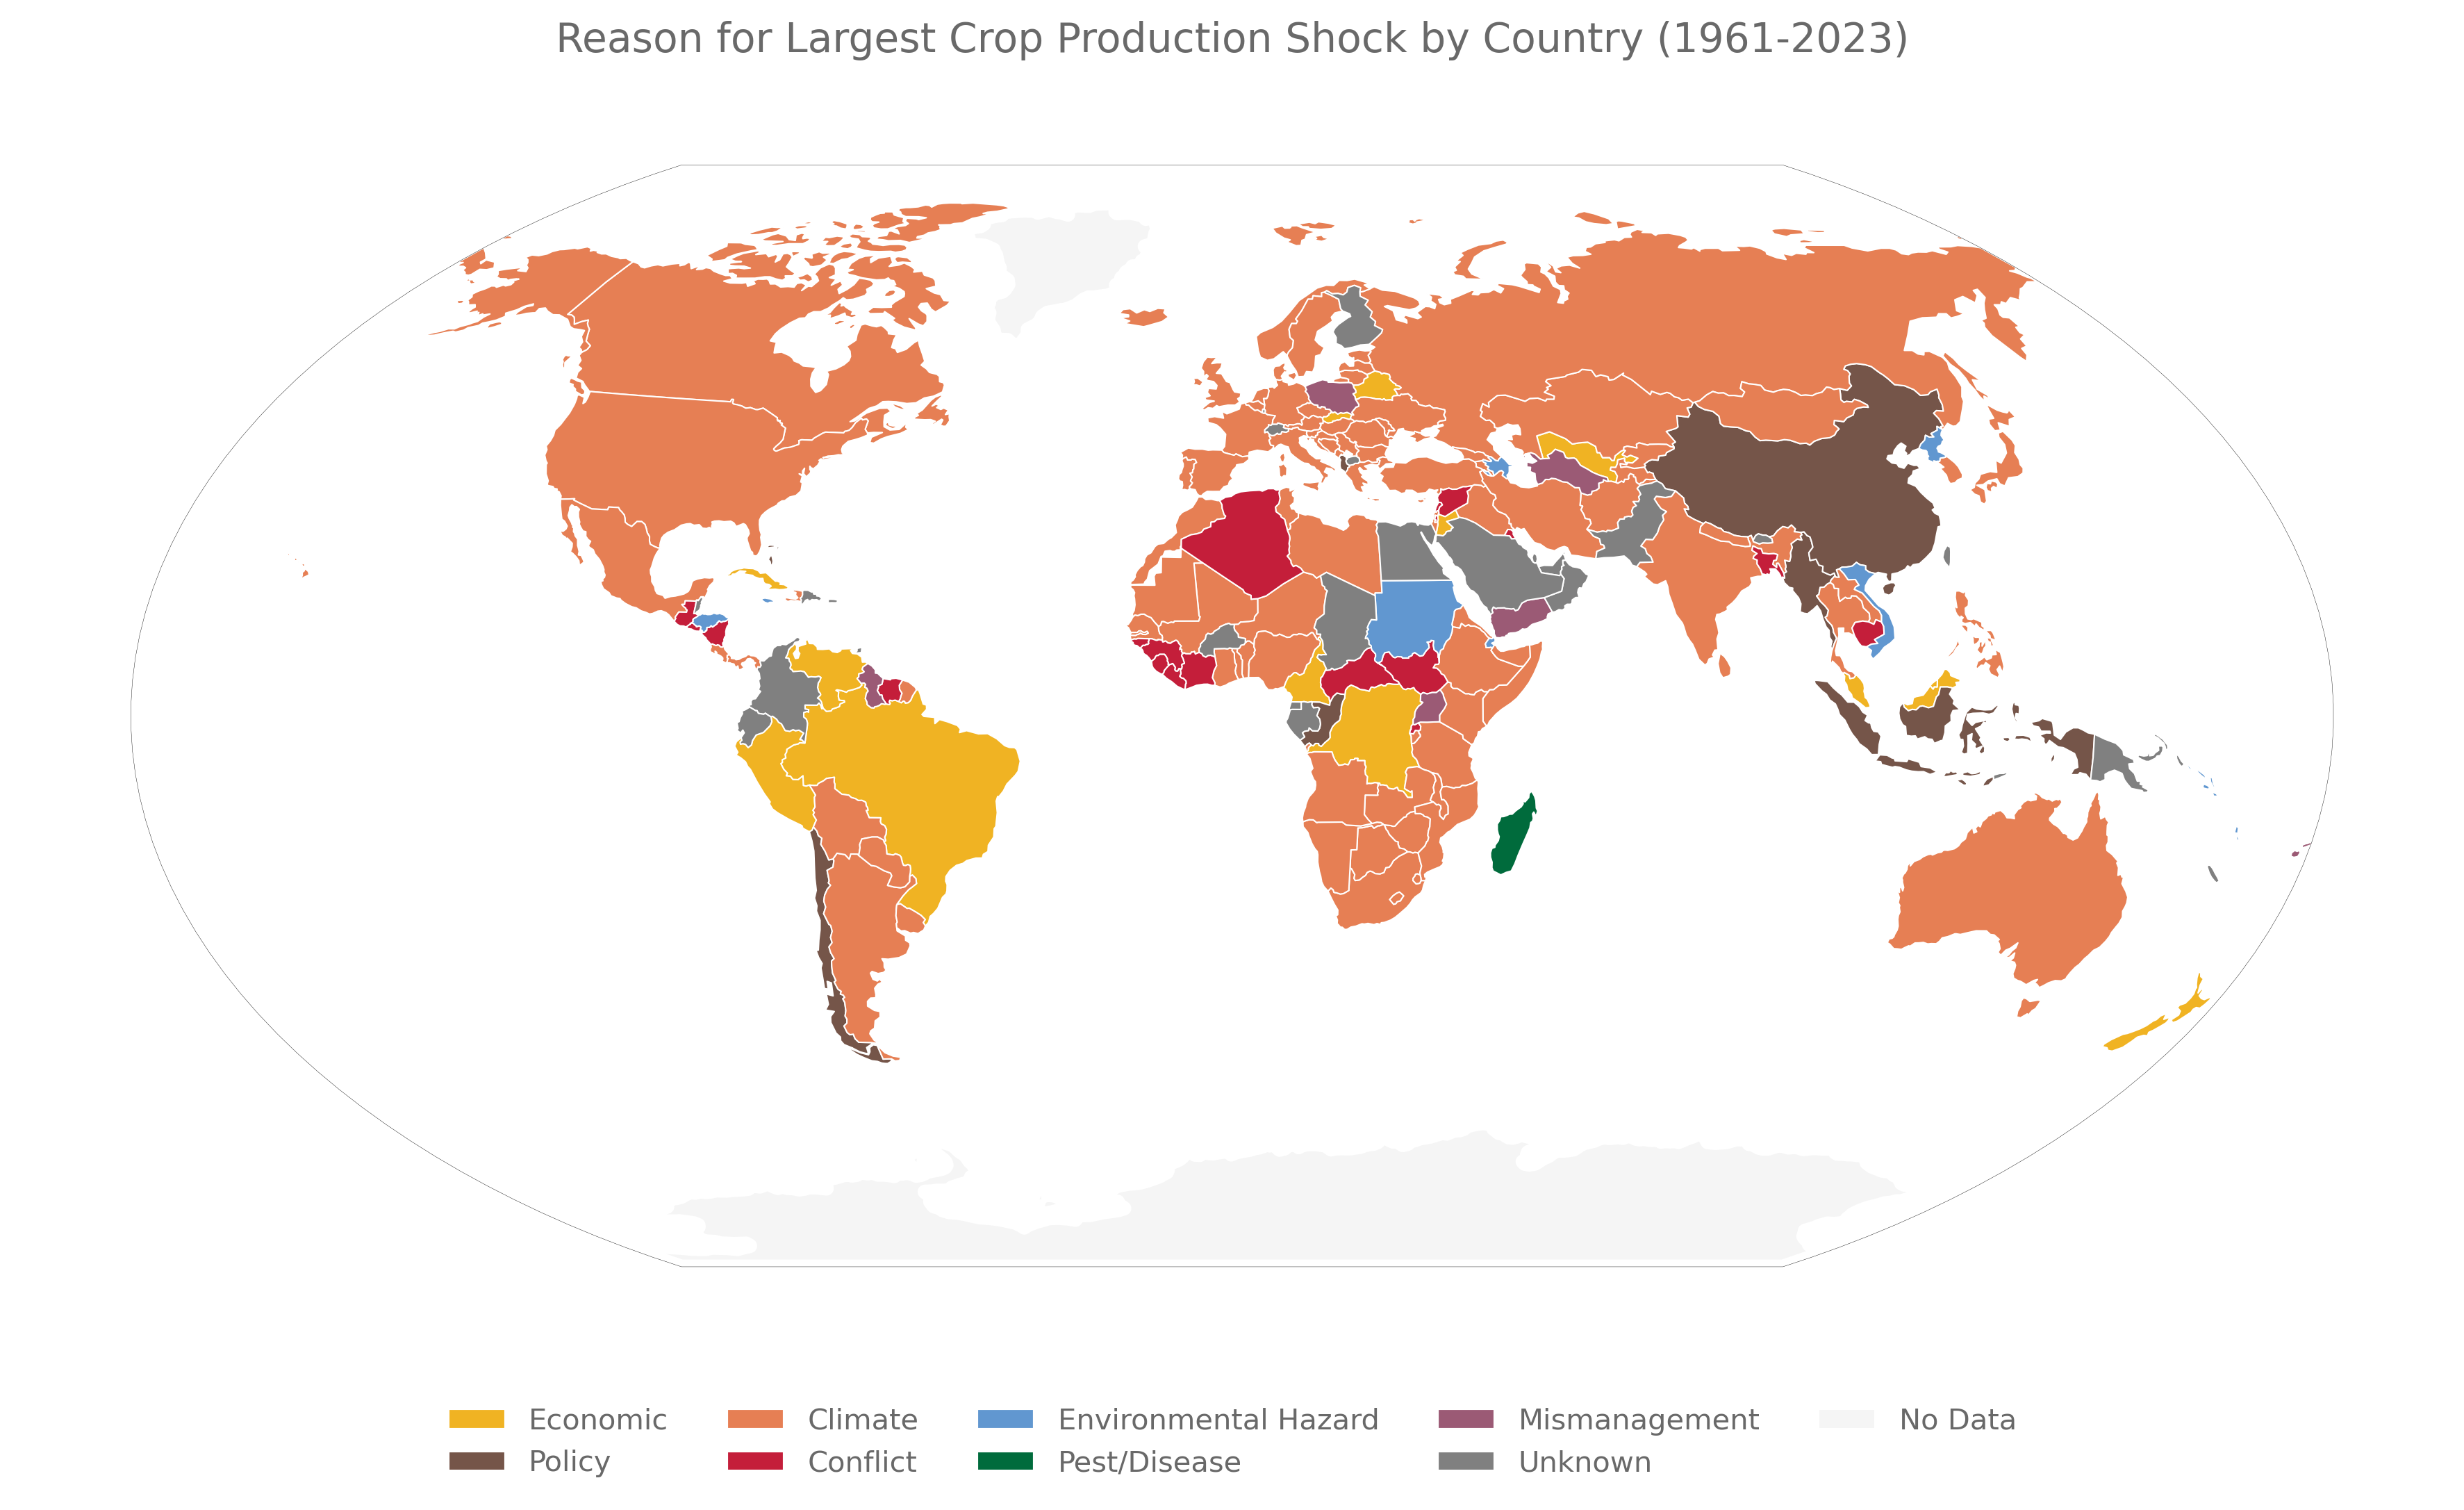 Reason for Largest Crop Production Shock by Country (1961-2023)
Economic
Policy
Climate
Conflict
Environmental Hazard
Pest/Disease
Mismanagement
Unknown
No Data